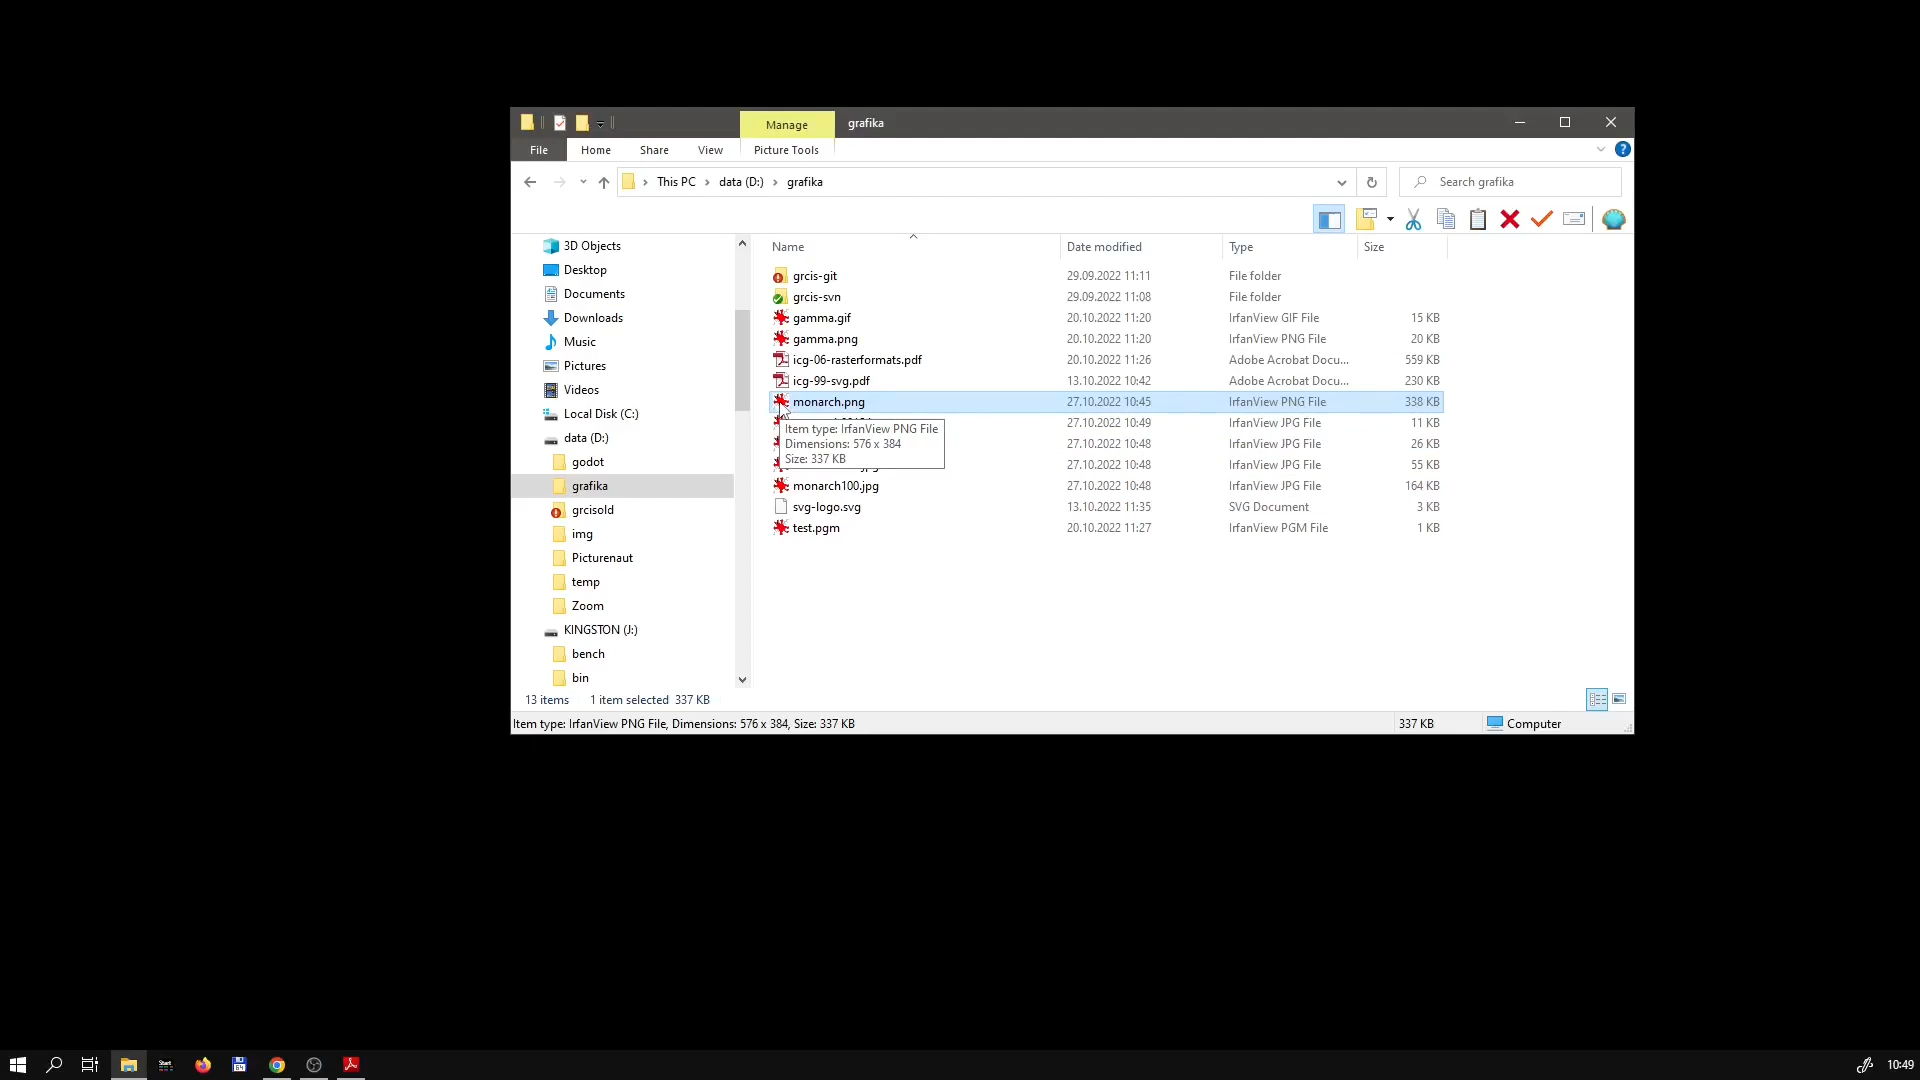 Manage
grafika
File
Home
Share
View
Picture Tools
This PC
data (D:)
grafika
Search grafika
Name
Date modified
Type
Size
3D Objects
Desktop
Documents
Downloads
Music
Pictures
Videos
Local Disk (C:)
data (D:)
godot
grafika
grcisold
img
Picturenaut
temp
Zoom
KINGSTON (J:)
bench
bin
grcis-git 29.09.2022 11:11 File folder
grcis-svn 29.09.2022 11:08 File folder
gamma.gif 20.10.2022 11:20 IrfanView GIF File 15 KB
gamma.png 20.10.2022 11:20 IrfanView PNG File 20 KB
icg-06-rasterformats.pdf 20.10.2022 11:26 Adobe Acrobat Docu... 559 KB
icg-99-svg.pdf 13.10.2022 10:42 Adobe Acrobat Docu... 230 KB
monarch.png 27.10.2022 10:45 IrfanView PNG File 338 KB
27.10.2022 10:49 IrfanView JPG File 11 KB
27.10.2022 10:48 IrfanView JPG File 26 KB
27.10.2022 10:48 IrfanView JPG File 55 KB
monarch100.jpg 27.10.2022 10:48 IrfanView JPG File 164 KB
svg-logo.svg 13.10.2022 11:35 SVG Document 3 KB
test.pgm 20.10.2022 11:27 IrfanView PGM File 1 KB
Item type: IrfanView PNG File
Dimensions: 576 x 384
Size: 337 KB
13 items 1 item selected 337 KB
Item type: IrfanView PNG File, Dimensions: 576 x 384, Size: 337 KB
337 KB
Computer
Start
10:49